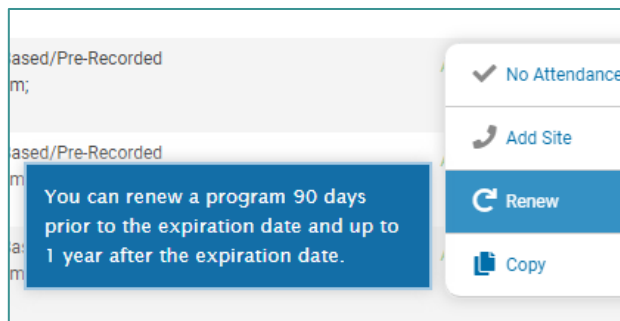 ased/Pre-Recorded
m;
No Attendance
Add Site
ased/Pre-Recorded
You can renew a program 90 days
prior to the expiration date and up to
1 year after the expiration date.
Renew
Copy